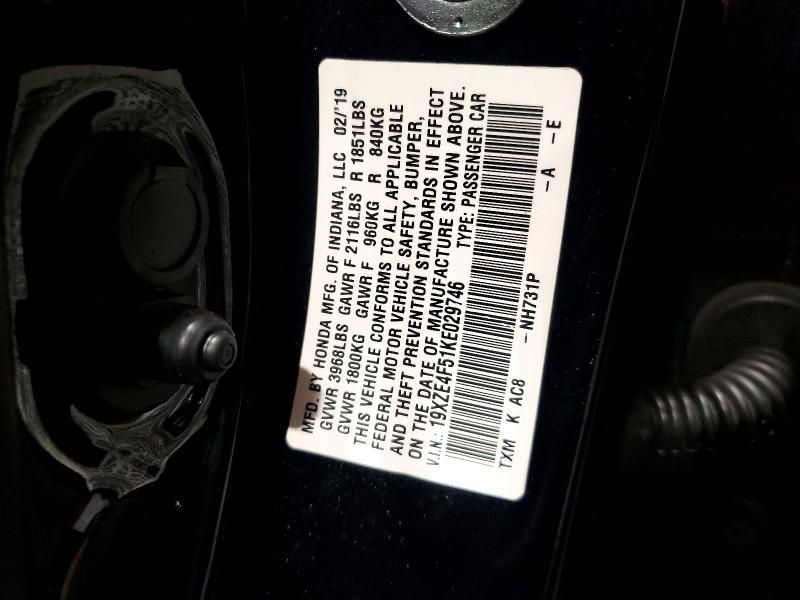 MFD. BY HONDA MFG. OF INDIANA, LLC 02/'19
GVWR 3968LBS GAWR F 2116LBS R 1851LBS
GVWR 1800KG GAWR F 960KG R 840KG
THIS VEHICLE CONFORMS TO ALL APPLICABLE
FEDERAL MOTOR VEHICLE SAFETY, BUMPER,
AND THEFT PREVENTION STANDARDS IN EFFECT
ON THE DATE OF MANUFACTURE SHOWN ABOVE.
V.I.N.: 19XZE4F51KE029746 TYPE: PASSENGER CAR
TXM K AC8 -NH731P -A -E